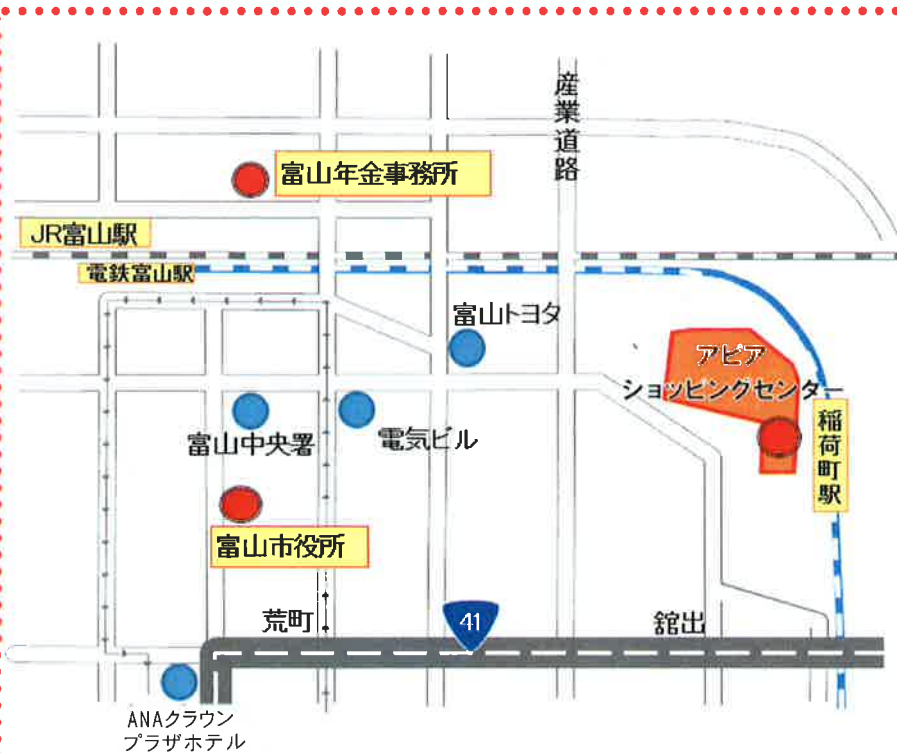 産業道路
富山年金事務所
JR富山駅
電鉄富山駅
富山トヨタ
アピア
ショッピングセンター
稲荷町駅
富山中央署
電気ビル
富山市役所
荒町
41
舘出
ANAクラウン
プラザホテル